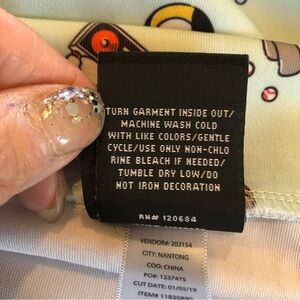 TURN GARMENT INSIDE OUT/
MACHINE WASH COLD
WITH LIKE COLORS/GENTLE
CYCLE/USE ONLY NON-CHLO
RINE BLEACH IF NEEDED/
TUMBLE DRY LOW/DO
NOT IRON DECORATION
RN# 120684
VENDOR#: 202154
CITY: NANTONG
COO: CHINA
PO#: 1237475
CUT DATE: 01/05/19
ITEM#